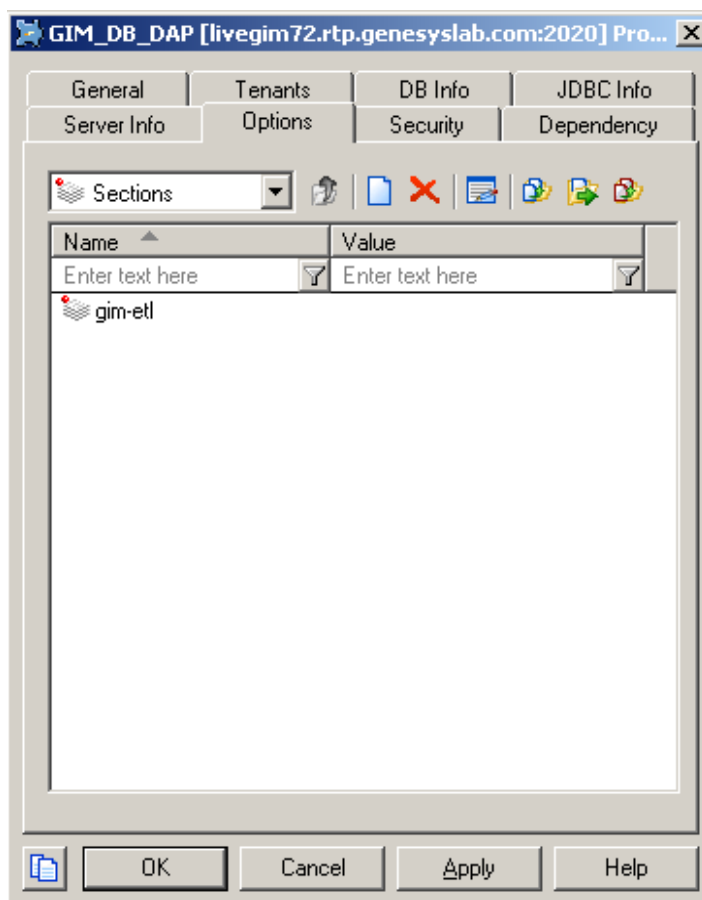 GIM_DB_DAP [livegim72.rtp.genesyslab.com:2020] Pro...
General Tenants DB Info JDBC Info
Server Info Options Security Dependency
Sections
Name Value
Enter text here Enter text here
gim-etl
OK Cancel Apply Help